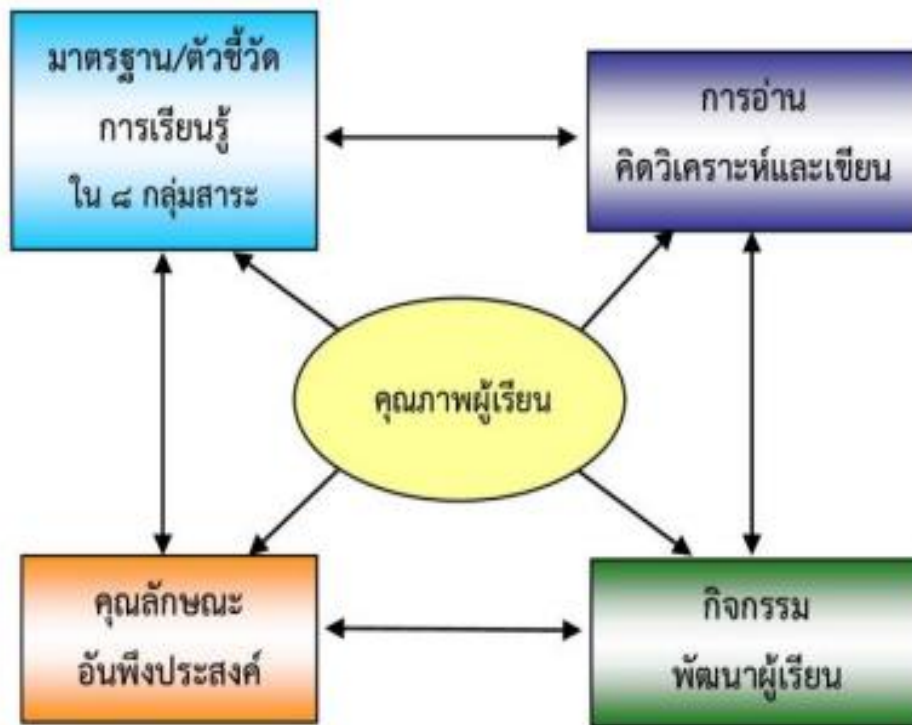 มาตรฐาน/ตัวชี้วัด
การเรียนรู้
ใน ๘ กลุ่มสาระ
การอ่าน
คิดวิเคราะห์และเขียน
คุณภาพผู้เรียน
คุณลักษณะ
อันพึงประสงค์
กิจกรรม
พัฒนาผู้เรียน